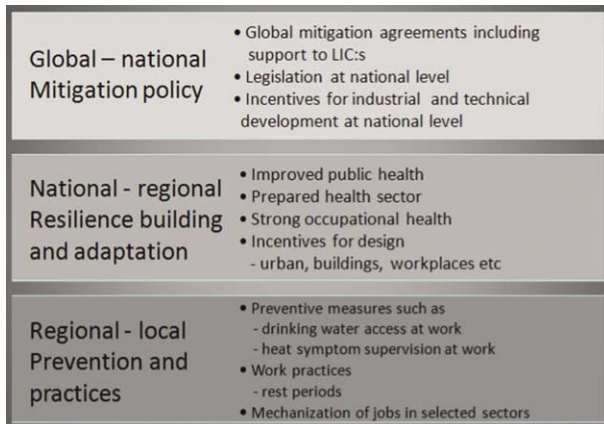 Global – national
Mitigation policy
• Global mitigation agreements including
support to LIC:s
• Legislation at national level
• Incentives for industrial and technical
development at national level
National - regional
Resilience building
and adaptation
• Improved public health
• Prepared health sector
• Strong occupational health
• Incentives for design
- urban, buildings, workplaces etc
Regional - local
Prevention and
practices
• Preventive measures such as
- drinking water access at work
- heat symptom supervision at work
• Work practices
- rest periods
• Mechanization of jobs in selected sectors